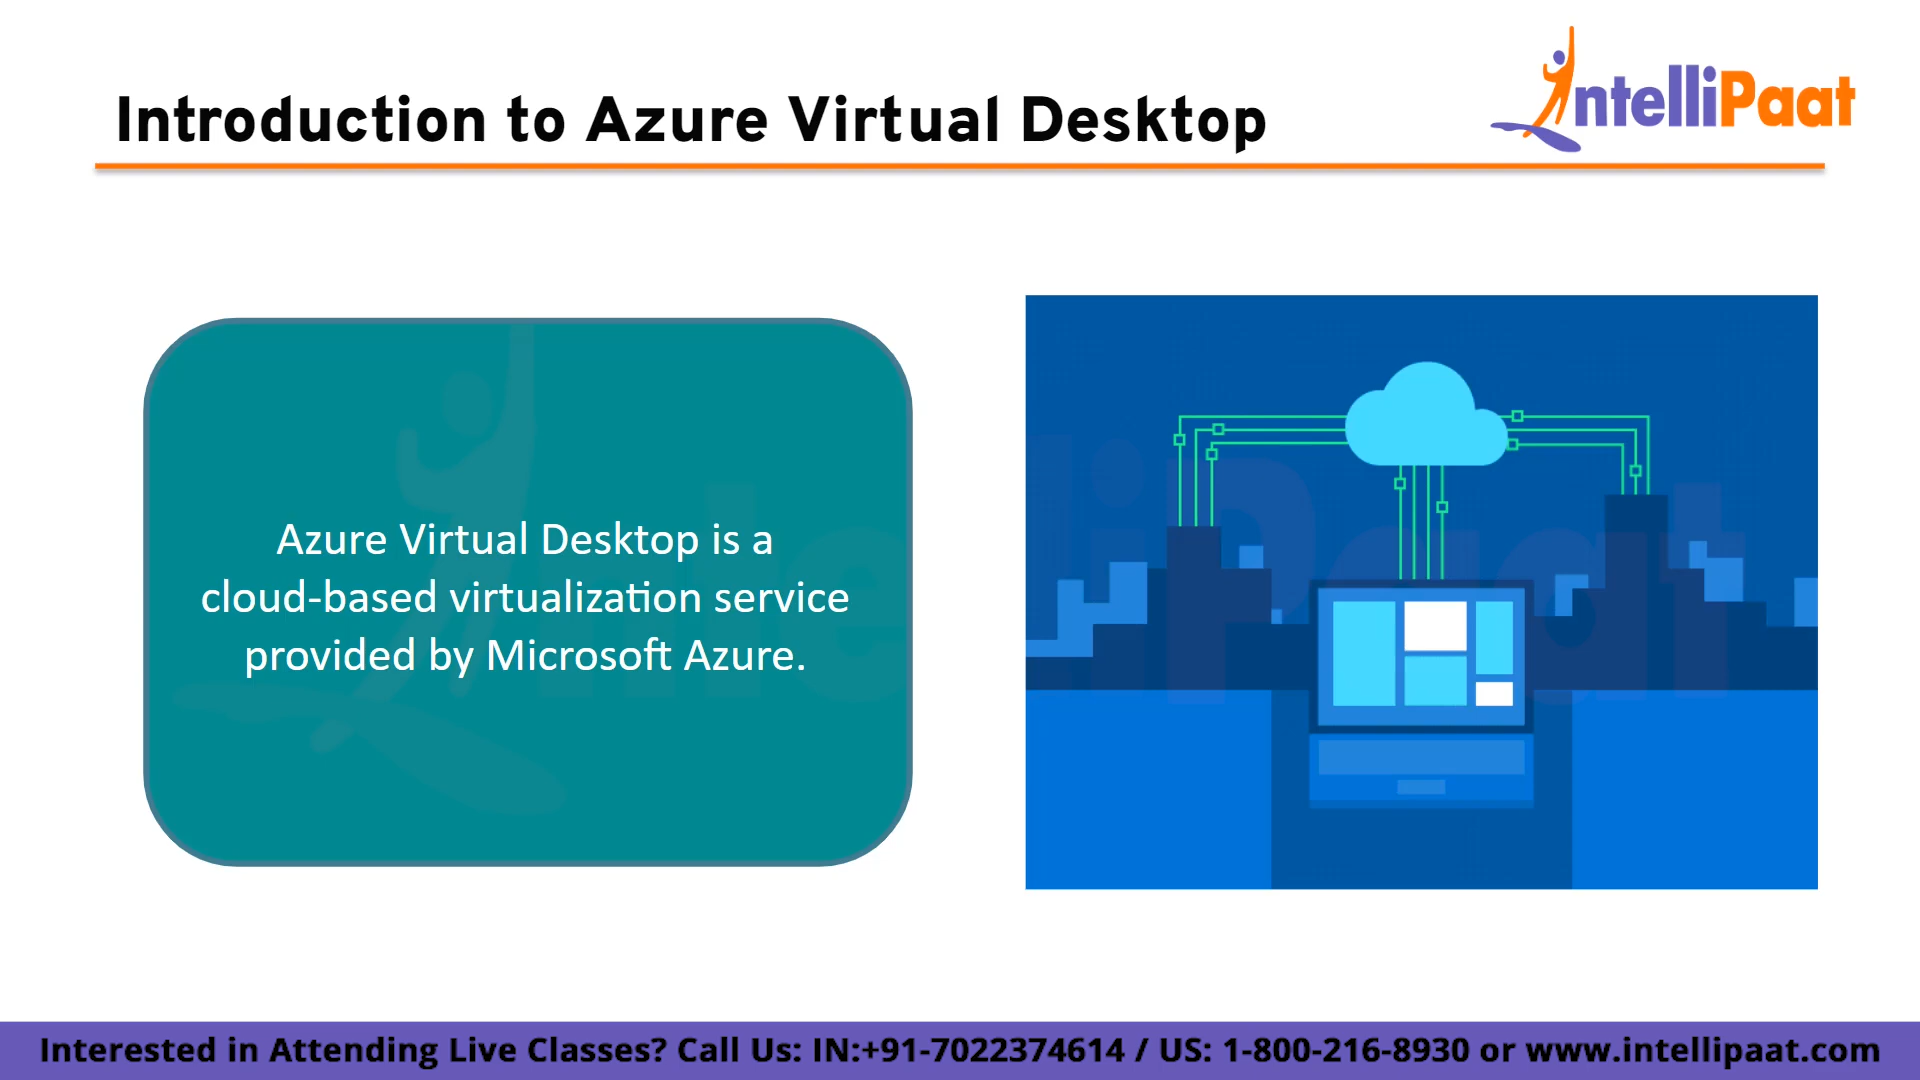 Introduction to Azure Virtual Desktop
IntelliPaat
Azure Virtual Desktop is a
cloud-based virtualization service
provided by Microsoft Azure.
Interested in Attending Live Classes? Call Us: IN:+91-7022374614 / US: 1-800-216-8930 or www.intellipaat.com